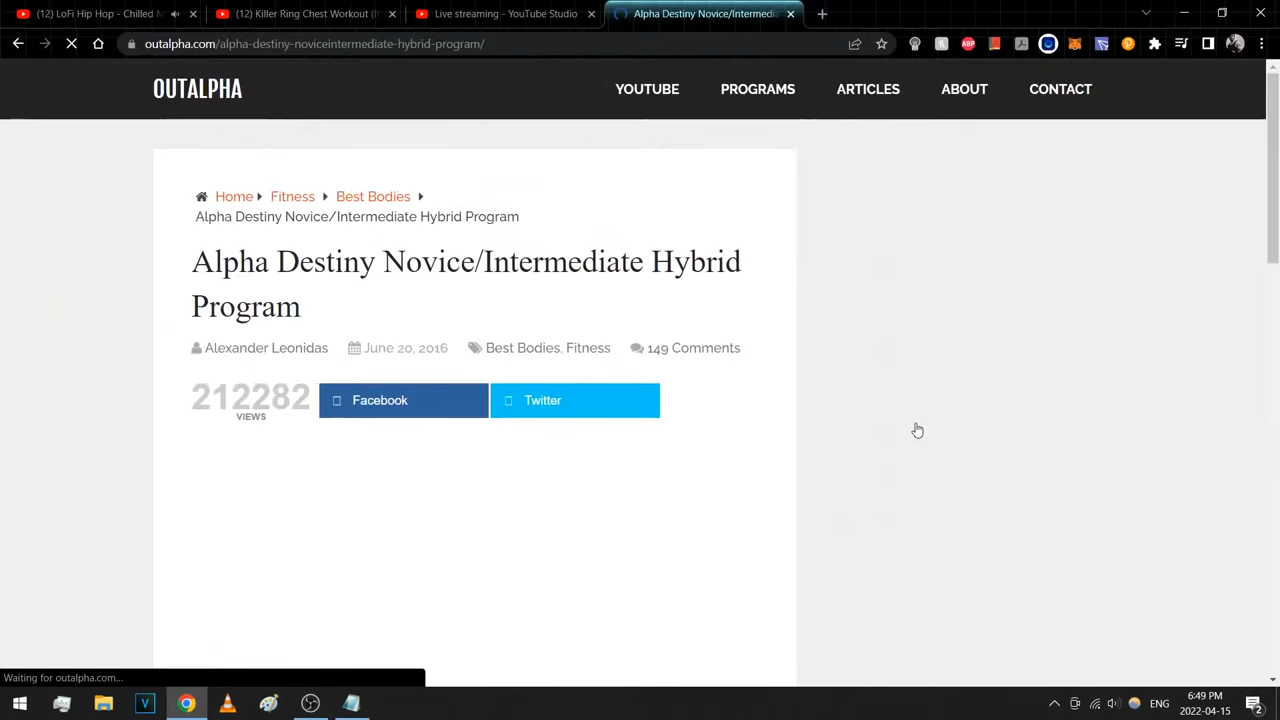 (12) LoFi Hip Hop - Chilled M
(12) Killer Ring Chest Workout (I
Live streaming - YouTube Studio
Alpha Destiny Novice/Intermedi
outalpha.com/alpha-destiny-noviceintermediate-hybrid-program/
ABP
OUTALPHA
YOUTUBE
PROGRAMS
ARTICLES
ABOUT
CONTACT
Home
Fitness
Best Bodies
Alpha Destiny Novice/Intermediate Hybrid Program
Alpha Destiny Novice/Intermediate Hybrid
Program
Alexander Leonidas
June 20, 2016
Best Bodies, Fitness
149 Comments
212282
VIEWS
Facebook
Twitter
Waiting for outalpha.com...
V
ENG
6:49 PM
2022-04-15
2